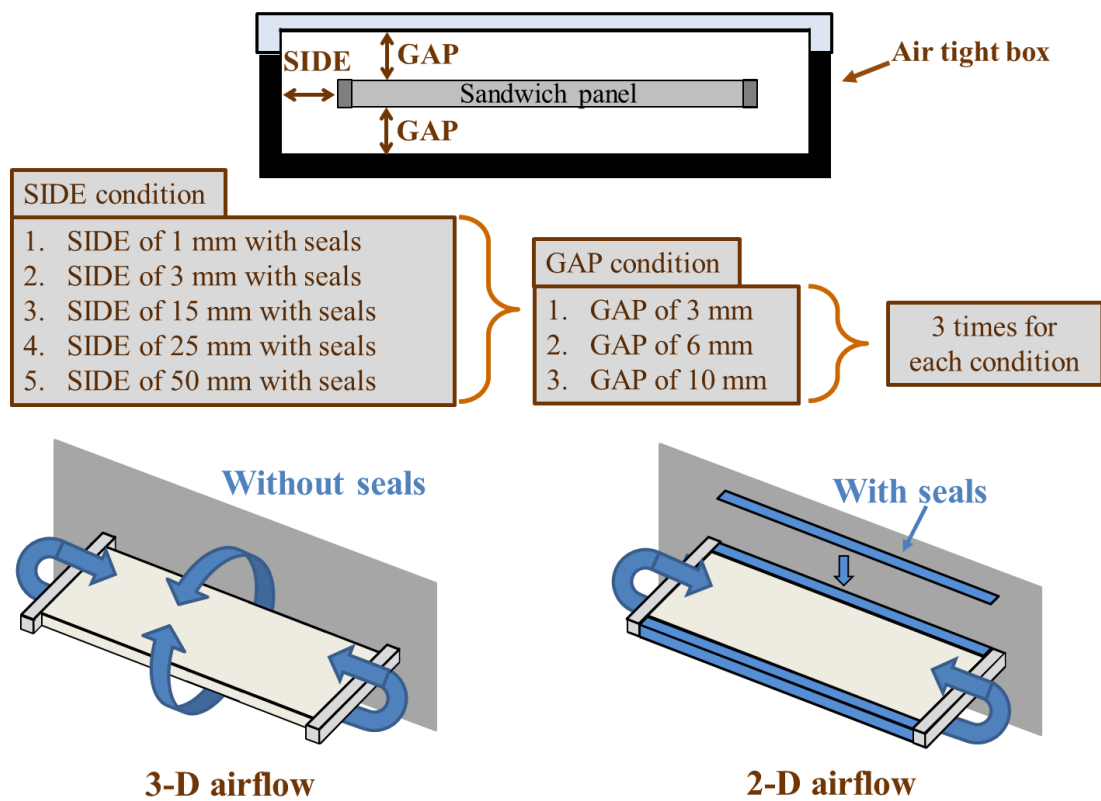 SIDE
GAP
Air tight box
Sandwich panel
GAP
SIDE condition
1. SIDE of 1 mm with seals
2. SIDE of 3 mm with seals
3. SIDE of 15 mm with seals
4. SIDE of 25 mm with seals
5. SIDE of 50 mm with seals
GAP condition
1. GAP of 3 mm
2. GAP of 6 mm
3. GAP of 10 mm
3 times for
each condition
Without seals
With seals
3-D airflow
2-D airflow